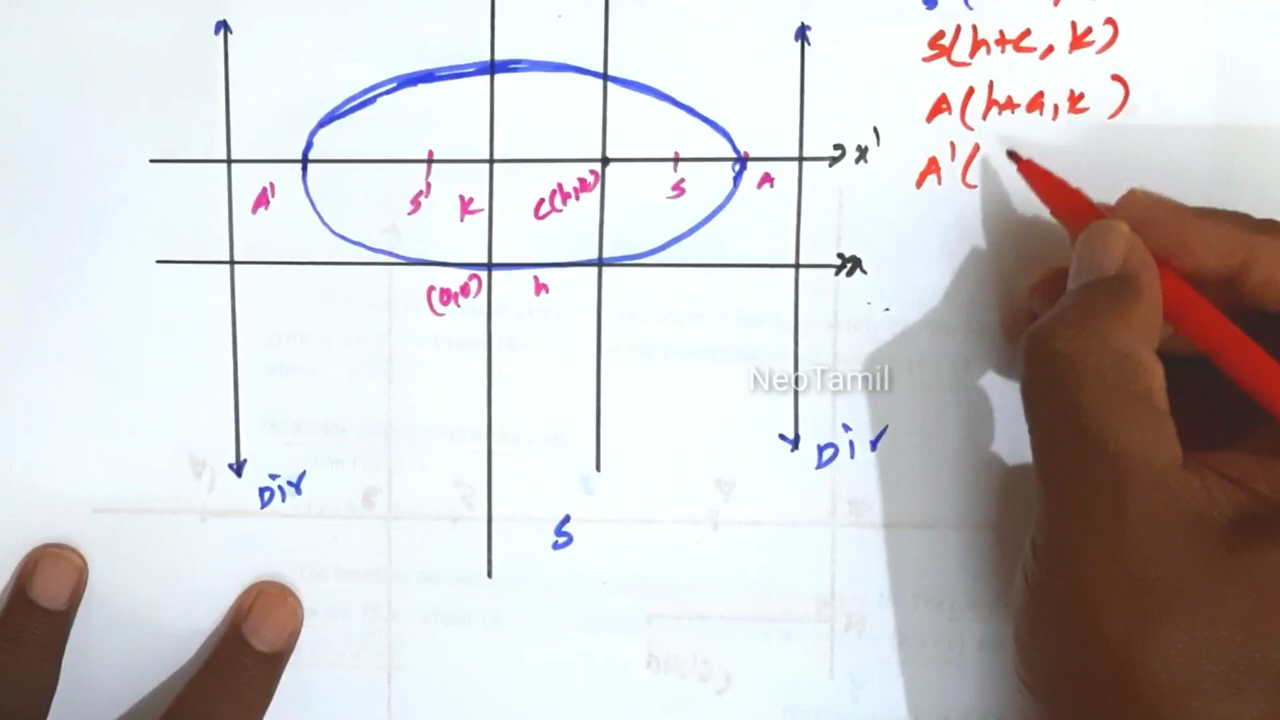 S(h+c, k)
A(h+a, k)
A'(
x'
A'
S'
k
C(h,k)
S
A
x
(0,0)
h
NeoTamil
Dir
Dir
S